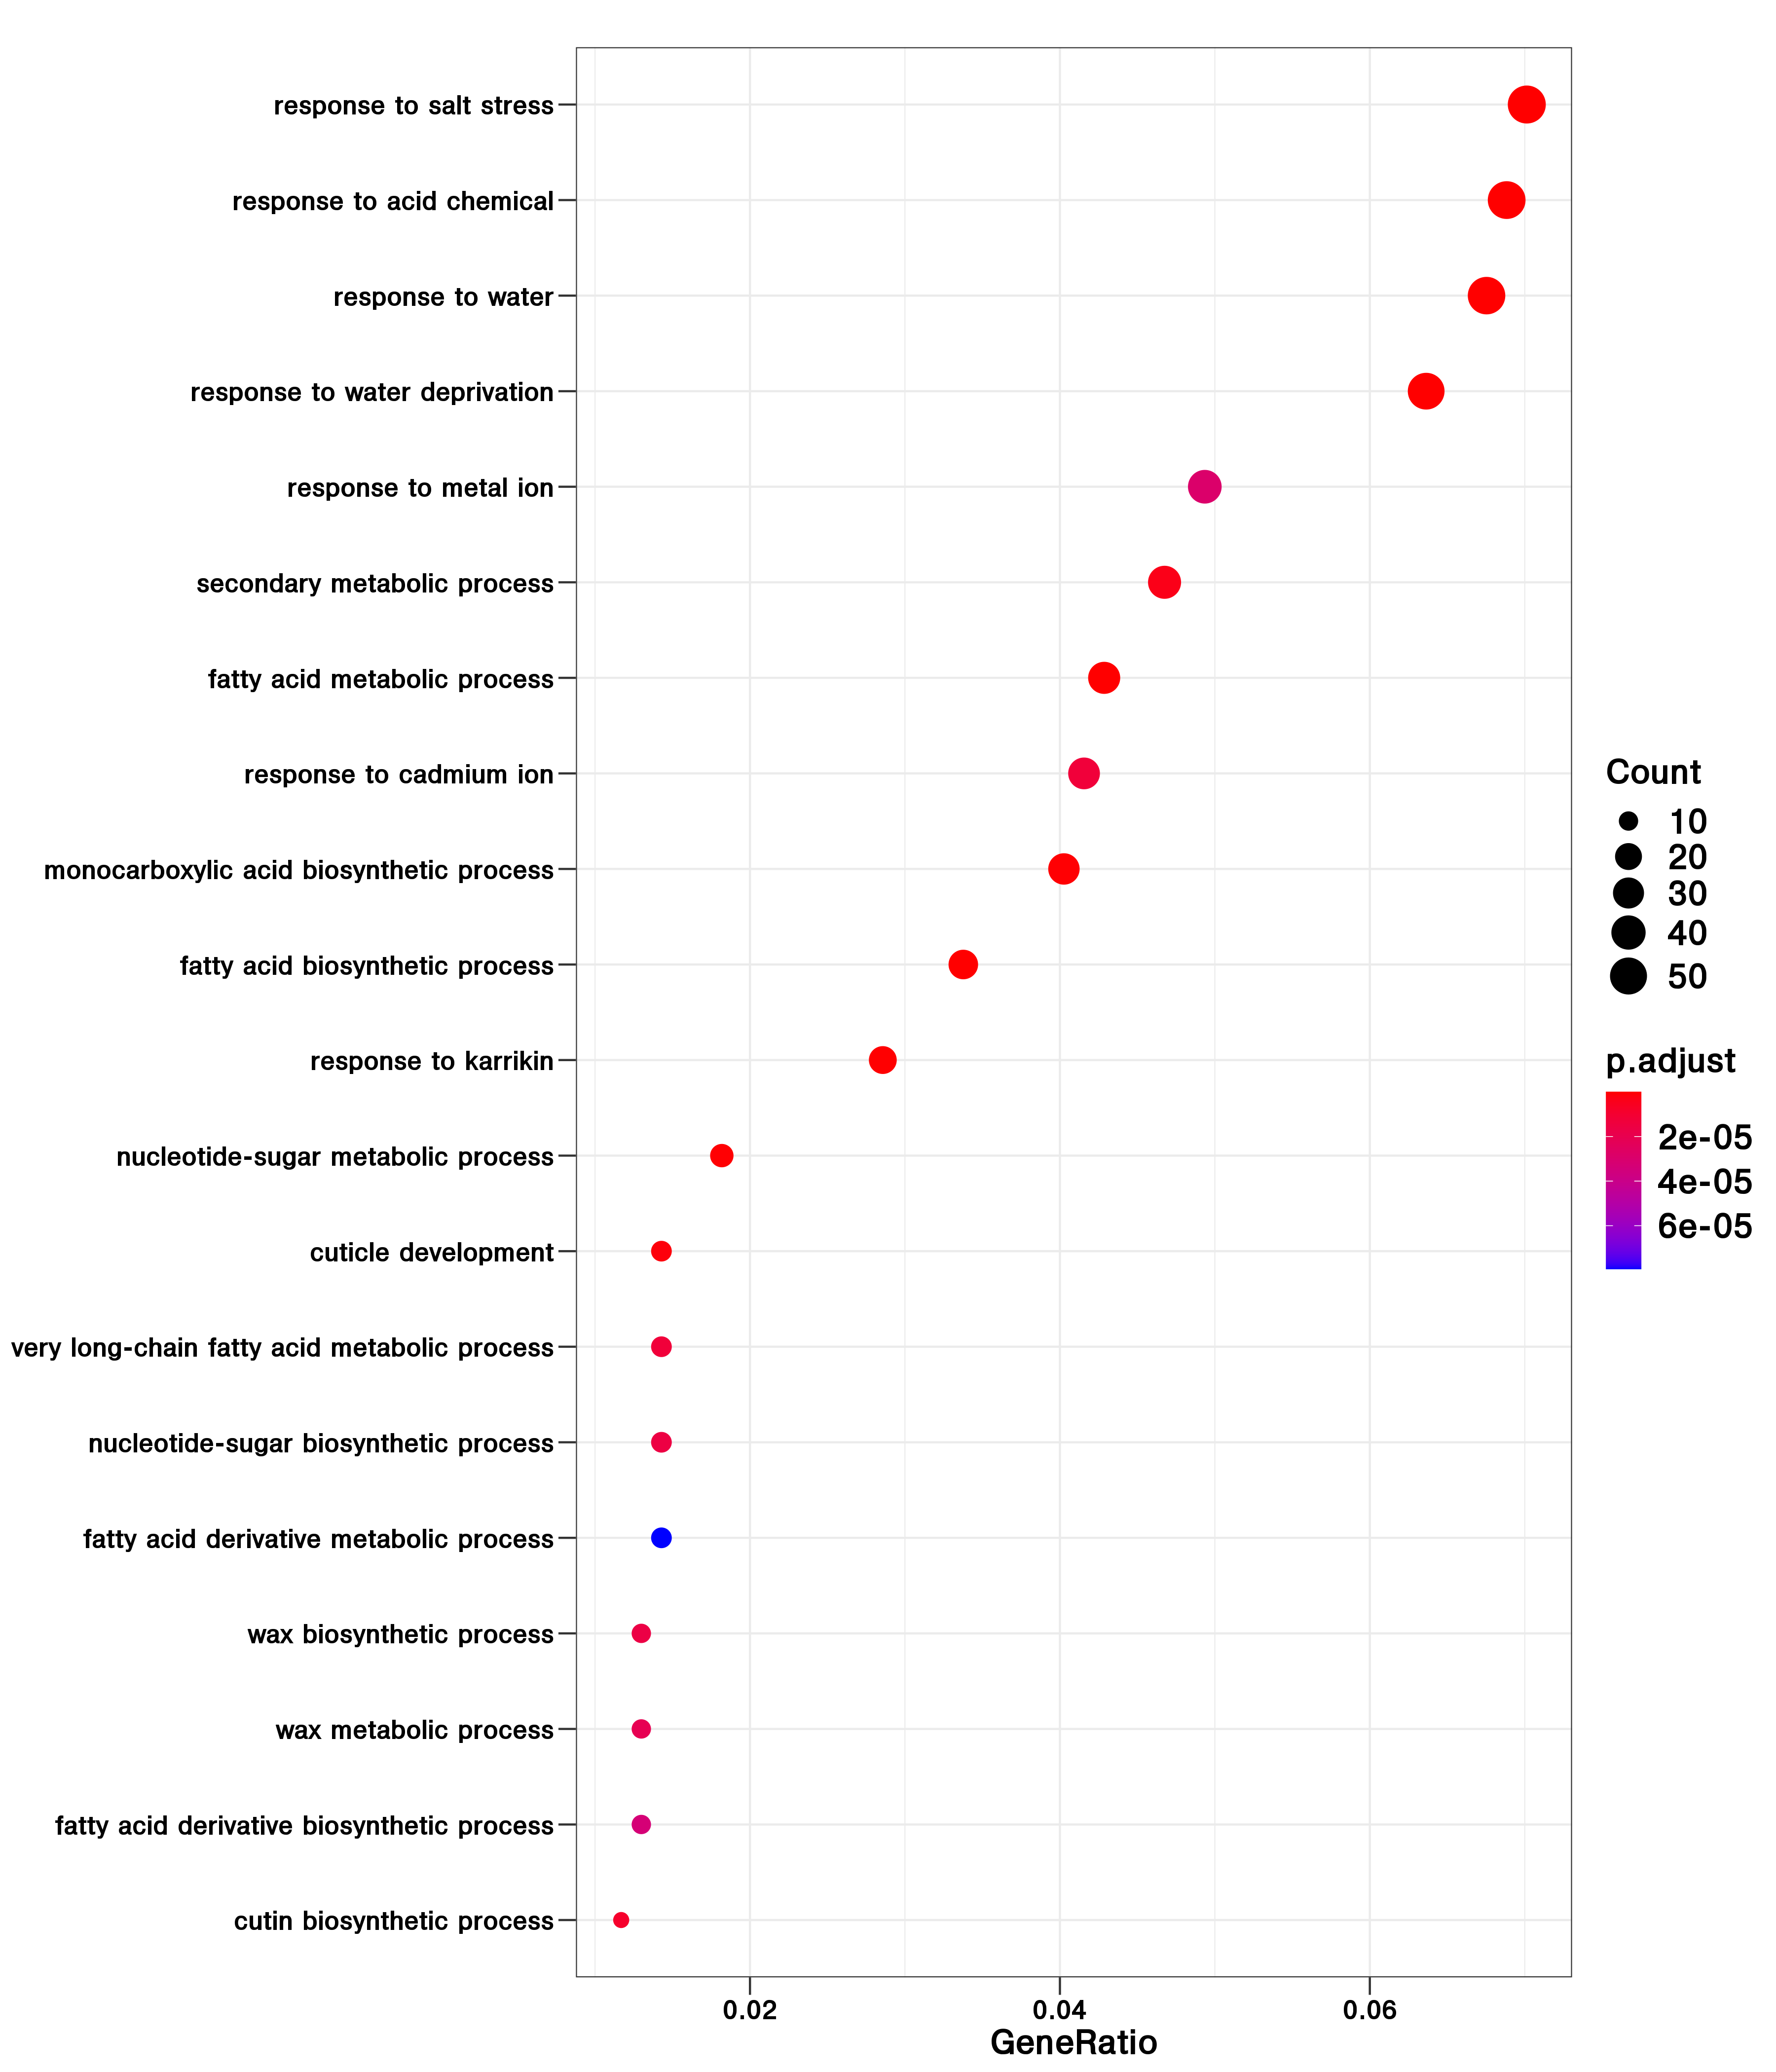 response to salt stress
response to acid chemical
response to water
response to water deprivation
response to metal ion
secondary metabolic process
fatty acid metabolic process
response to cadmium ion
monocarboxylic acid biosynthetic process
fatty acid biosynthetic process
response to karrikin
nucleotide-sugar metabolic process
cuticle development
very long-chain fatty acid metabolic process
nucleotide-sugar biosynthetic process
fatty acid derivative metabolic process
wax biosynthetic process
wax metabolic process
fatty acid derivative biosynthetic process
cutin biosynthetic process
0.02 0.04 0.06
GeneRatio
Count
10
20
30
40
50
p.adjust
2e-05
4e-05
6e-05